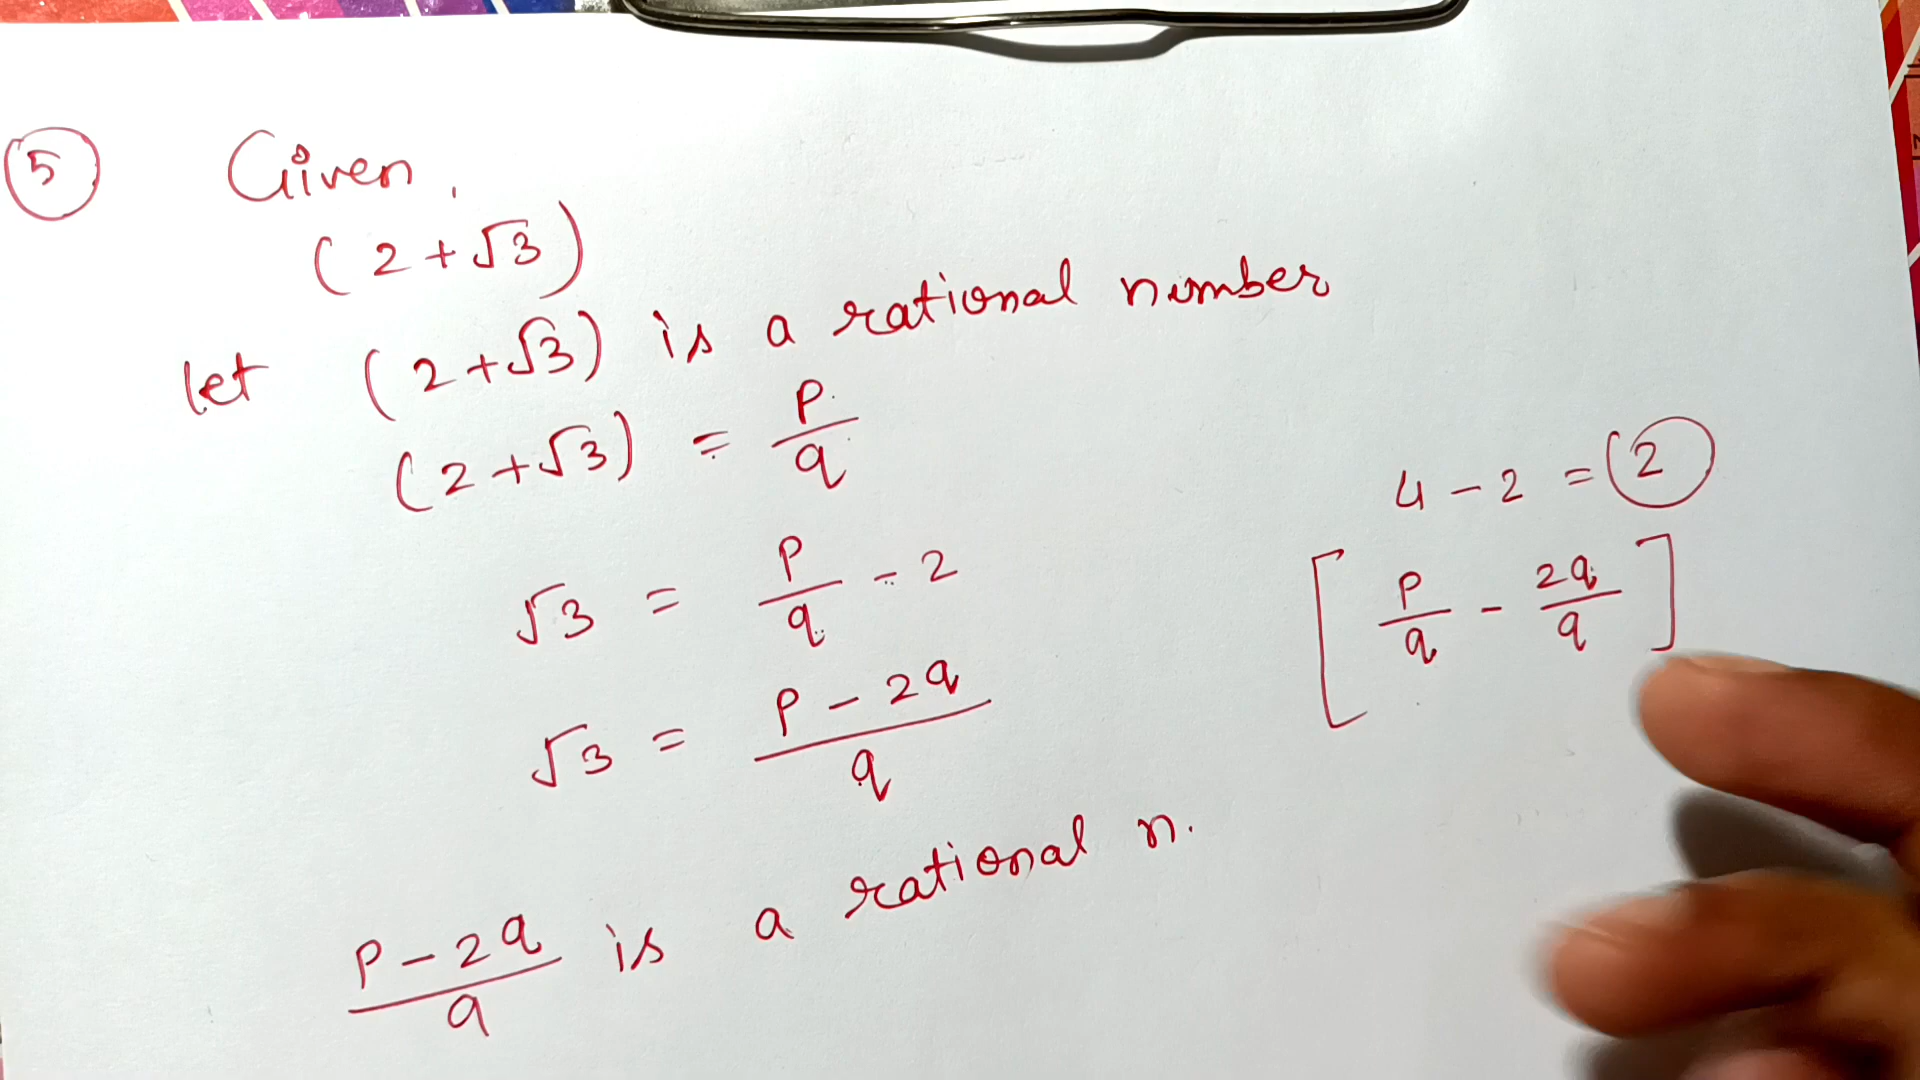 5 Given,
(2+√3)
let (2+√3) is a rational number
(2+√3) = p/q
√3 = p/q - 2
√3 = p-2q/q
p-2q/q is a rational n.
4-2 = 2
[p/q - 2q/q]